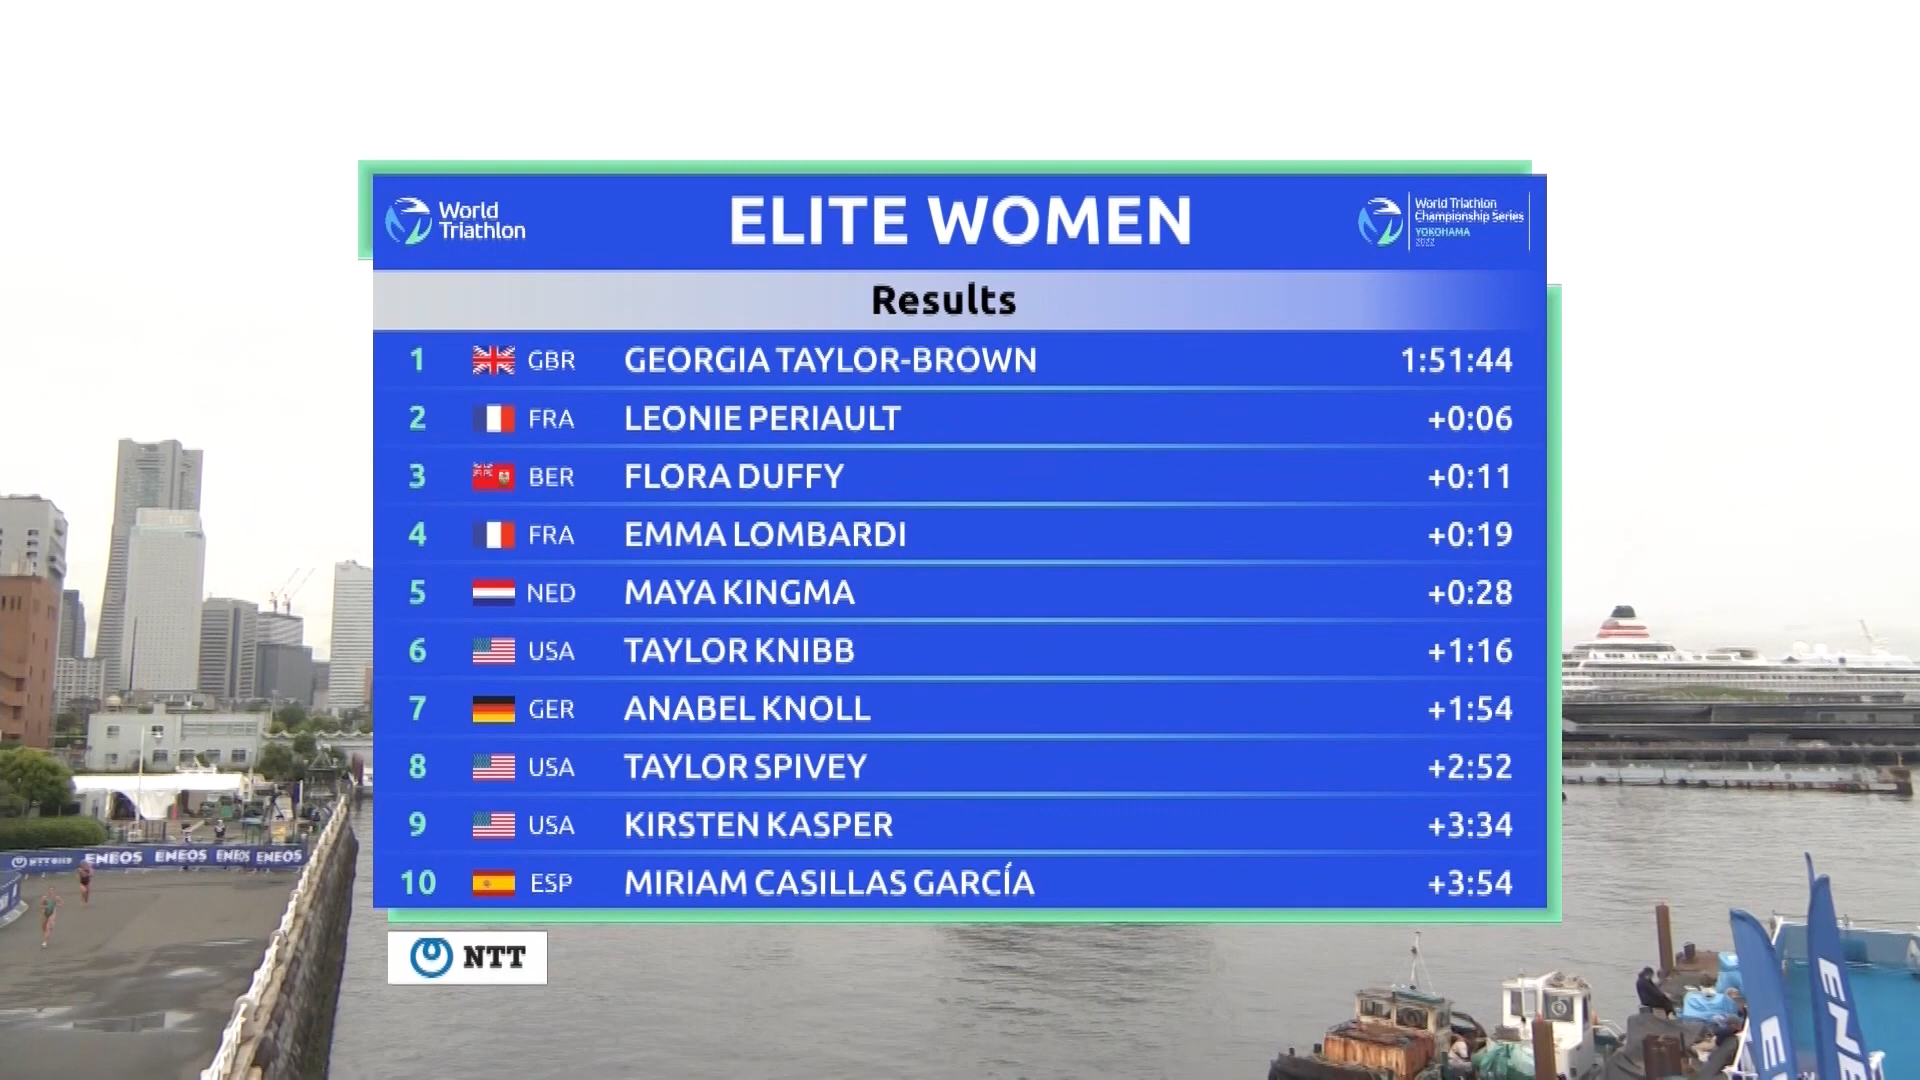 World
Triathlon
ELITE WOMEN
World Triathlon
Championship Series
YOKOHAMA
2022
Results
1 GBR GEORGIA TAYLOR-BROWN 1:51:44
2 FRA LEONIE PERIAULT +0:06
3 BER FLORA DUFFY +0:11
4 FRA EMMA LOMBARDI +0:19
5 NED MAYA KINGMA +0:28
6 USA TAYLOR KNIBB +1:16
7 GER ANABEL KNOLL +1:54
8 USA TAYLOR SPIVEY +2:52
9 USA KIRSTEN KASPER +3:34
10 ESP MIRIAM CASILLAS GARCÍA +3:54
ENEOS ENEOS ENEOS ENEOS
NTT